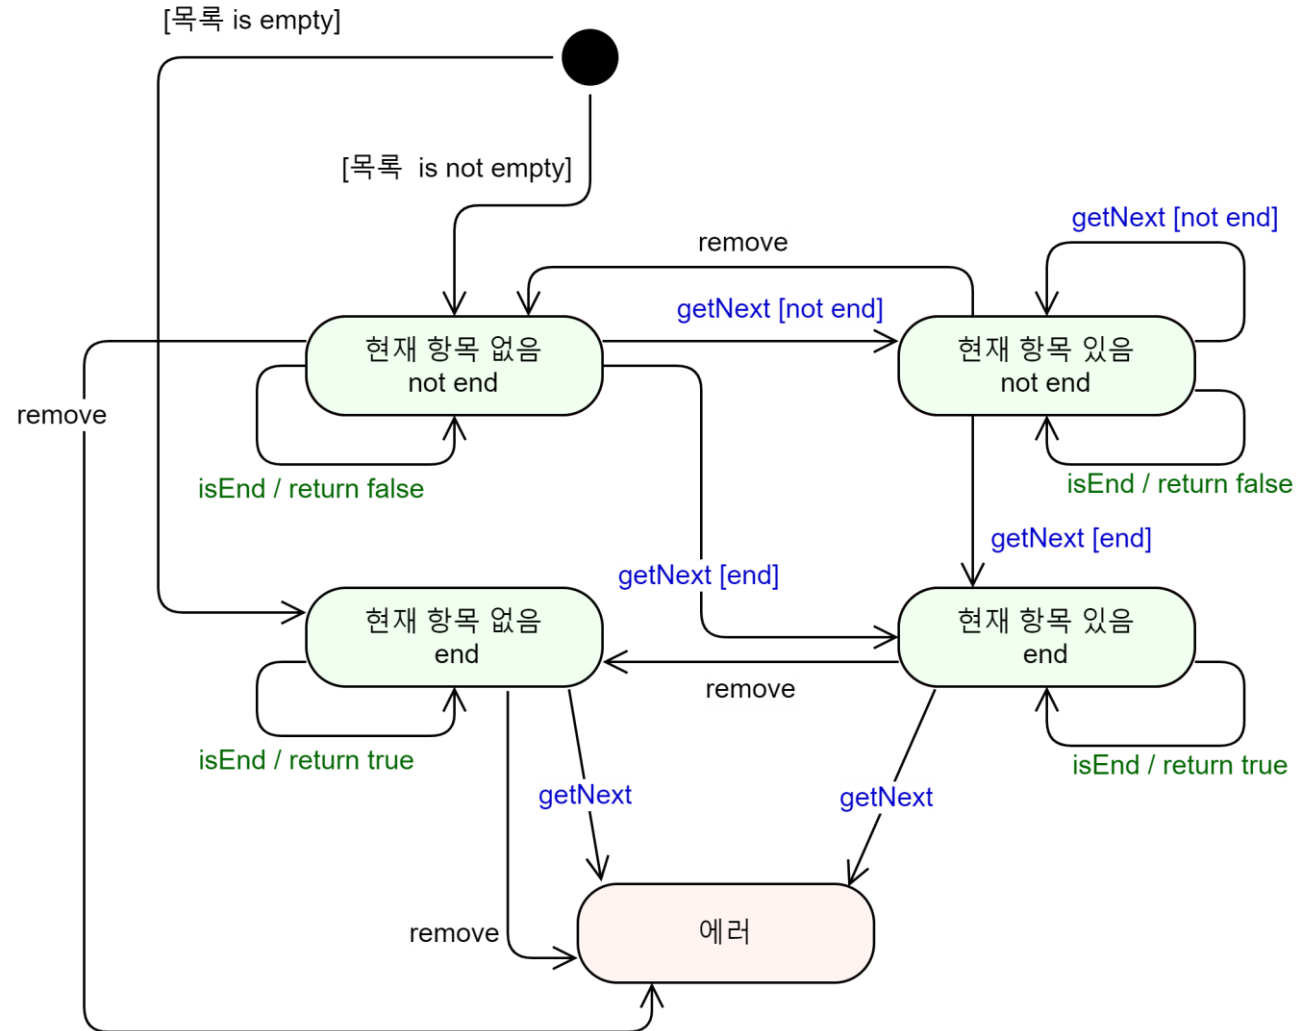 [목록 is empty]
[목록  is not empty]
getNext [not end]
remove
getNext [not end]
현재 항목 없음
not end
현재 항목 있음
not end
remove
isEnd / return false
isEnd / return false
getNext [end]
getNext [end]
현재 항목 없음
end
현재 항목 있음
end
remove
isEnd / return true
isEnd / return true
getNext
getNext
remove
에러